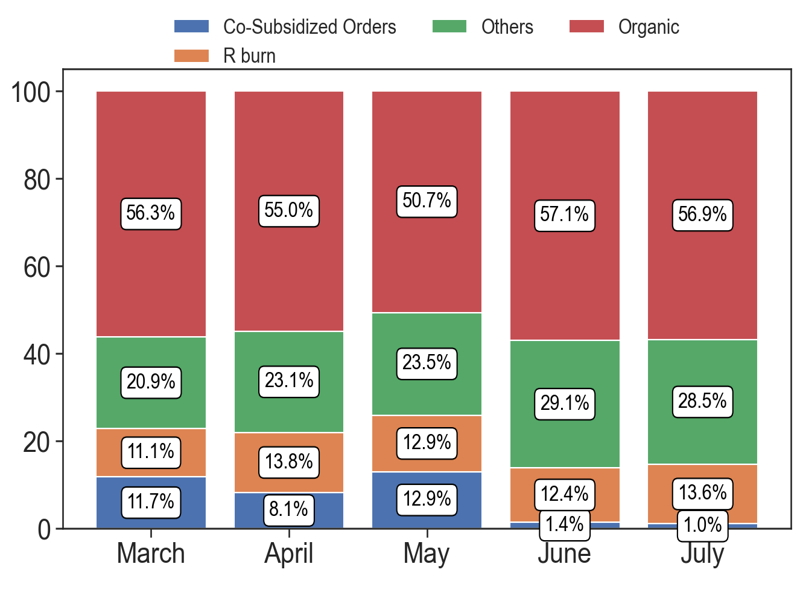 Co-Subsidized Orders Others Organic
R burn
100
80
60
40
20
0
56.3% 55.0% 50.7% 57.1% 56.9%
20.9% 23.1% 23.5% 29.1% 28.5%
11.1% 13.8% 12.9% 12.4% 13.6%
11.7% 8.1% 12.9% 1.4% 1.0%
March April May June July